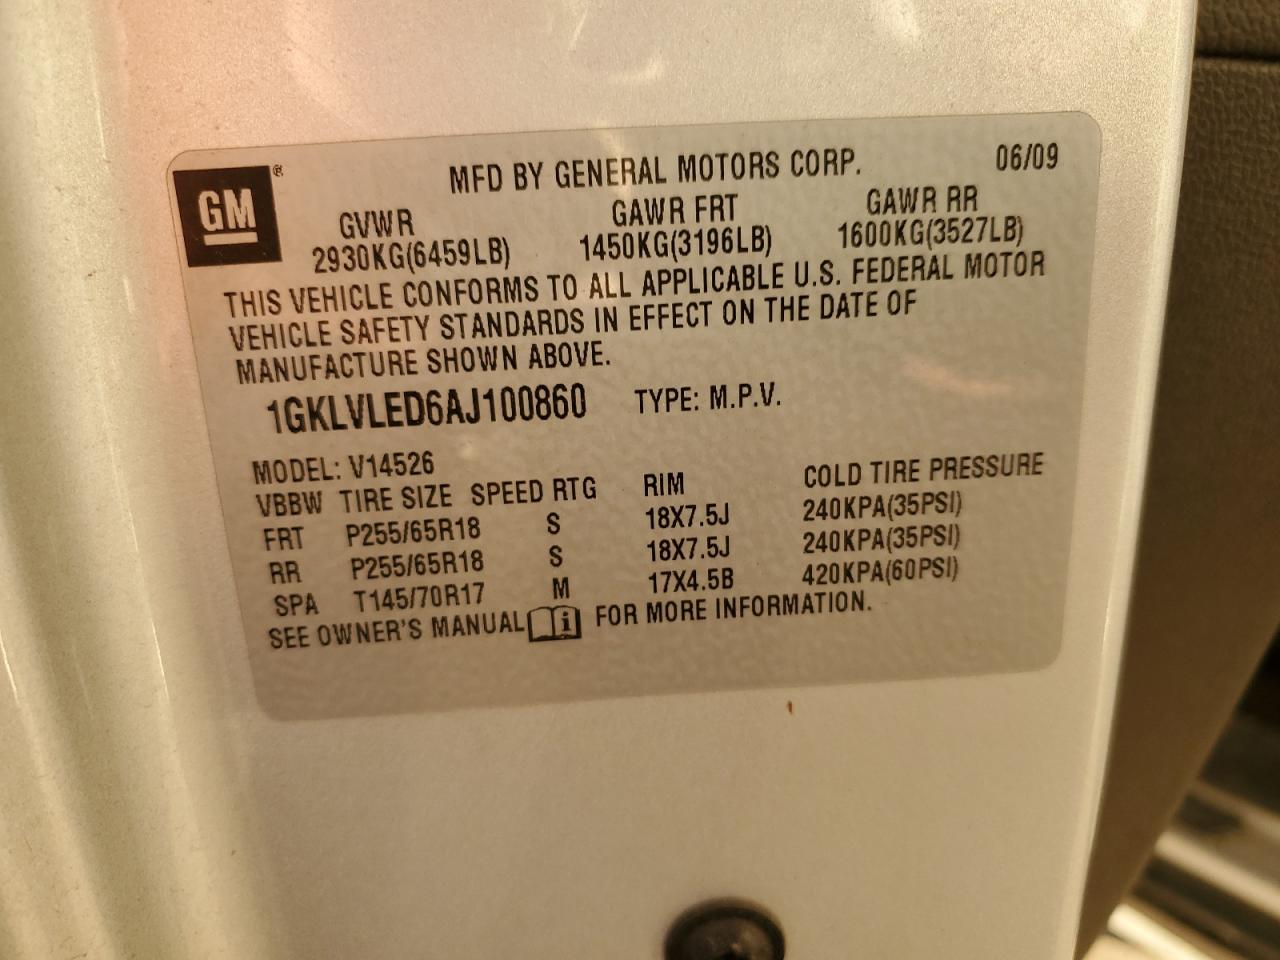 GM ®
MFD BY GENERAL MOTORS CORP. 06/09
GVWR GAWR FRT GAWR RR
2930KG(6459LB) 1450KG(3196LB) 1600KG(3527LB)
THIS VEHICLE CONFORMS TO ALL APPLICABLE U.S. FEDERAL MOTOR
VEHICLE SAFETY STANDARDS IN EFFECT ON THE DATE OF
MANUFACTURE SHOWN ABOVE.
1GKLVLED6AJ100860 TYPE: M.P.V.
MODEL: V14526
VBBW TIRE SIZE SPEED RTG RIM COLD TIRE PRESSURE
FRT P255/65R18 S 18X7.5J 240KPA(35PSI)
RR P255/65R18 S 18X7.5J 240KPA(35PSI)
SPA T145/70R17 M 17X4.5B 420KPA(60PSI)
SEE OWNER'S MANUAL i FOR MORE INFORMATION.